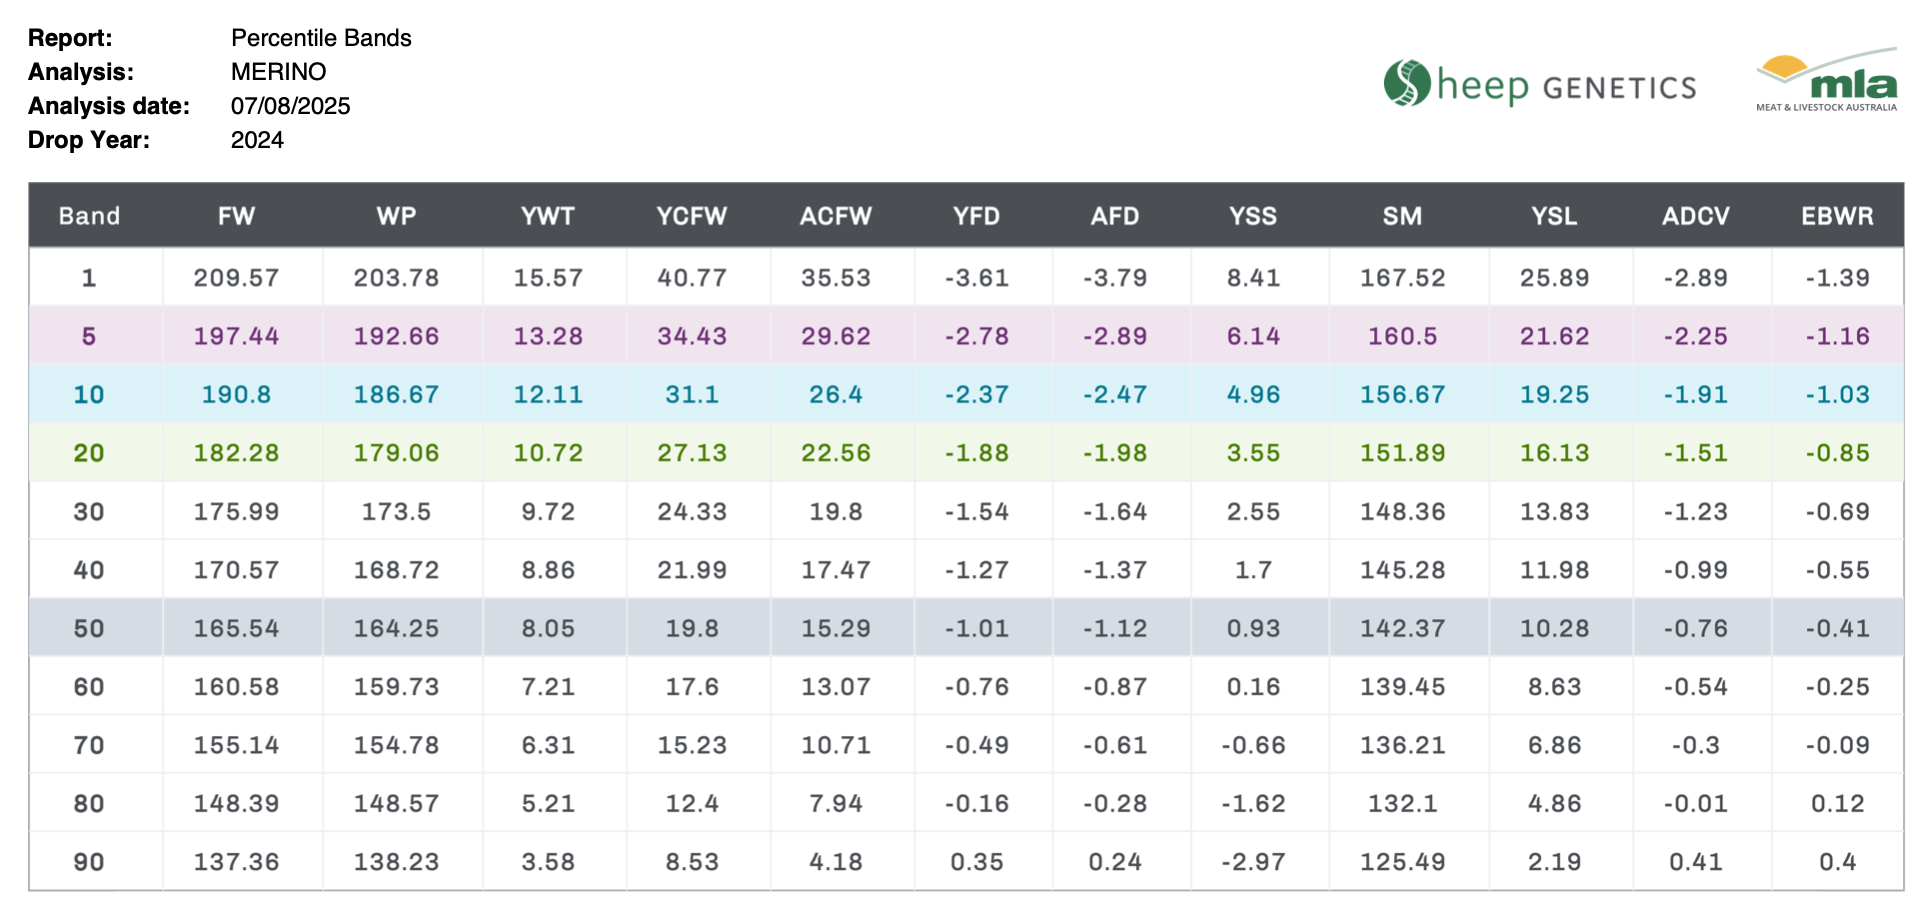 Report: Percentile Bands
Analysis: MERINO
Analysis date: 07/08/2025
Drop Year: 2024
Sheep GENETICS
mla
MEAT & LIVESTOCK AUSTRALIA
Band FW WP YWT YCFW ACFW YFD AFD YSS SM YSL ADCV EBWR
1 209.57 203.78 15.57 40.77 35.53 -3.61 -3.79 8.41 167.52 25.89 -2.89 -1.39
5 197.44 192.66 13.28 34.43 29.62 -2.78 -2.89 6.14 160.5 21.62 -2.25 -1.16
10 190.8 186.67 12.11 31.1 26.4 -2.37 -2.47 4.96 156.67 19.25 -1.91 -1.03
20 182.28 179.06 10.72 27.13 22.56 -1.88 -1.98 3.55 151.89 16.13 -1.51 -0.85
30 175.99 173.5 9.72 24.33 19.8 -1.54 -1.64 2.55 148.36 13.83 -1.23 -0.69
40 170.57 168.72 8.86 21.99 17.47 -1.27 -1.37 1.7 145.28 11.98 -0.99 -0.55
50 165.54 164.25 8.05 19.8 15.29 -1.01 -1.12 0.93 142.37 10.28 -0.76 -0.41
60 160.58 159.73 7.21 17.6 13.07 -0.76 -0.87 0.16 139.45 8.63 -0.54 -0.25
70 155.14 154.78 6.31 15.23 10.71 -0.49 -0.61 -0.66 136.21 6.86 -0.3 -0.09
80 148.39 148.57 5.21 12.4 7.94 -0.16 -0.28 -1.62 132.1 4.86 -0.01 0.12
90 137.36 138.23 3.58 8.53 4.18 0.35 0.24 -2.97 125.49 2.19 0.41 0.4